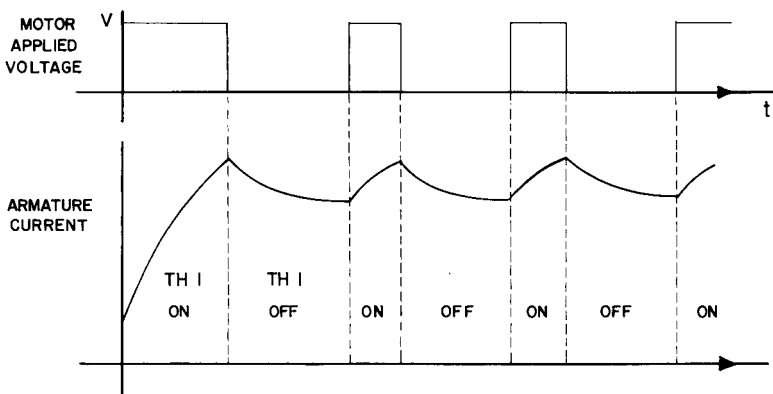 MOTOR
APPLIED
VOLTAGE
V
t
ARMATURE
CURRENT
TH I
ON
TH I
OFF
ON
OFF
ON
OFF
ON